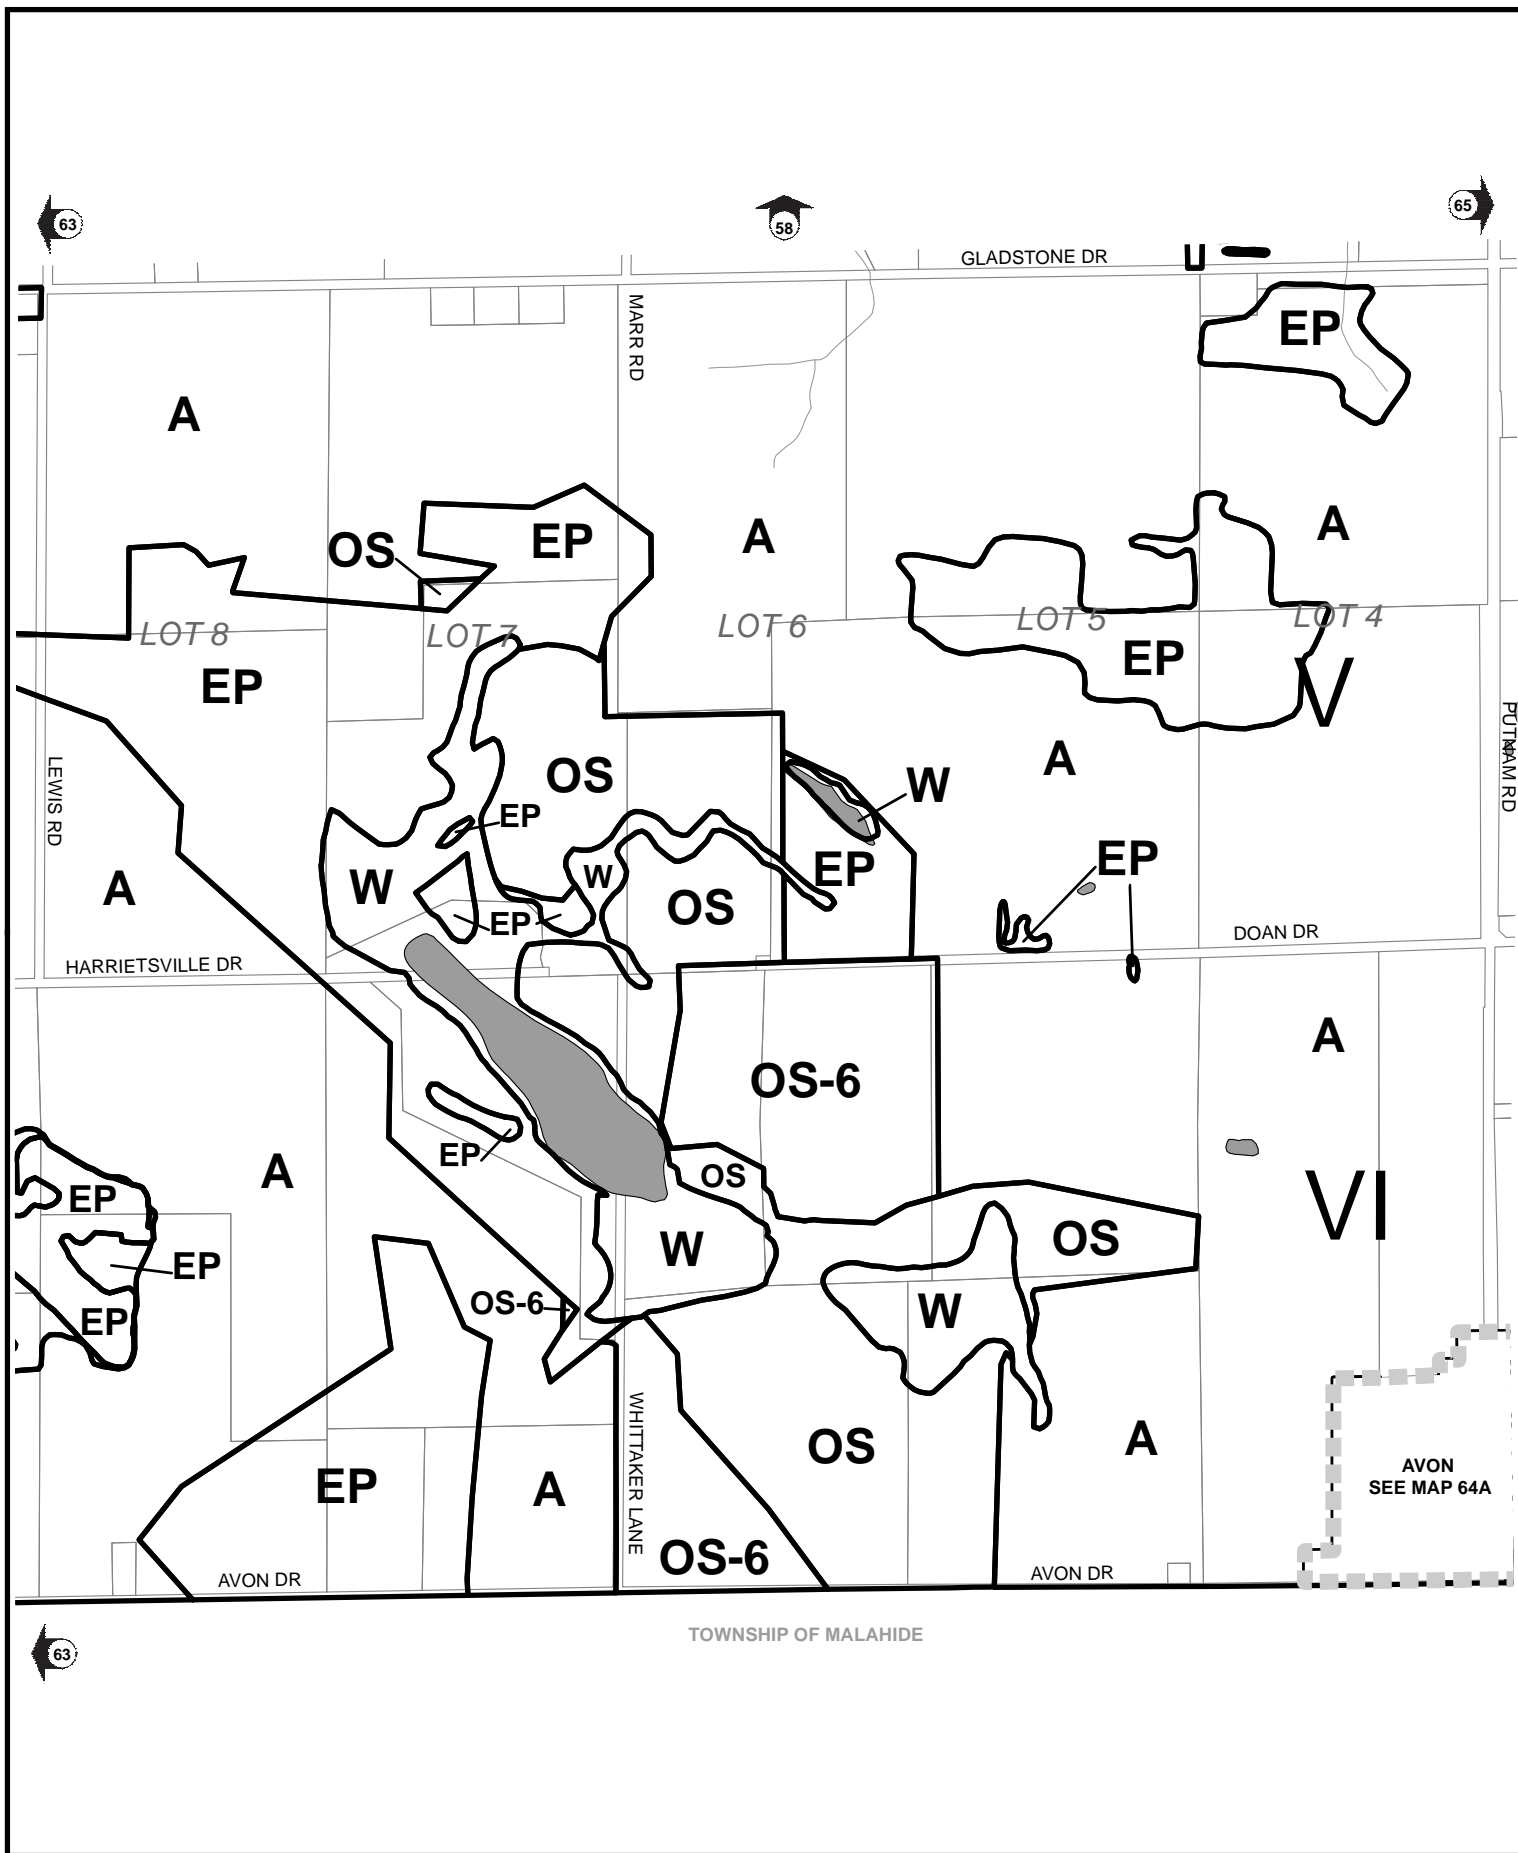 63
58
65
GLADSTONE DR
MARR RD
EP
A
OS
EP
A
A
LOT 8
LOT 7
LOT 6
LOT 5
LOT 4
EP
EP
V
LEWIS RD
OS
W
A
PUTNAM RD
EP
A
W
W
OS
EP
EP
EP
DOAN DR
HARRIETSVILLE DR
A
OS-6
EP
A
OS
EP
VI
EP
W
OS
OS-6
W
EP
WHITTAKER LANE
OS
A
EP
A
AVON
SEE MAP 64A
OS-6
AVON DR
AVON DR
TOWNSHIP OF MALAHIDE
63